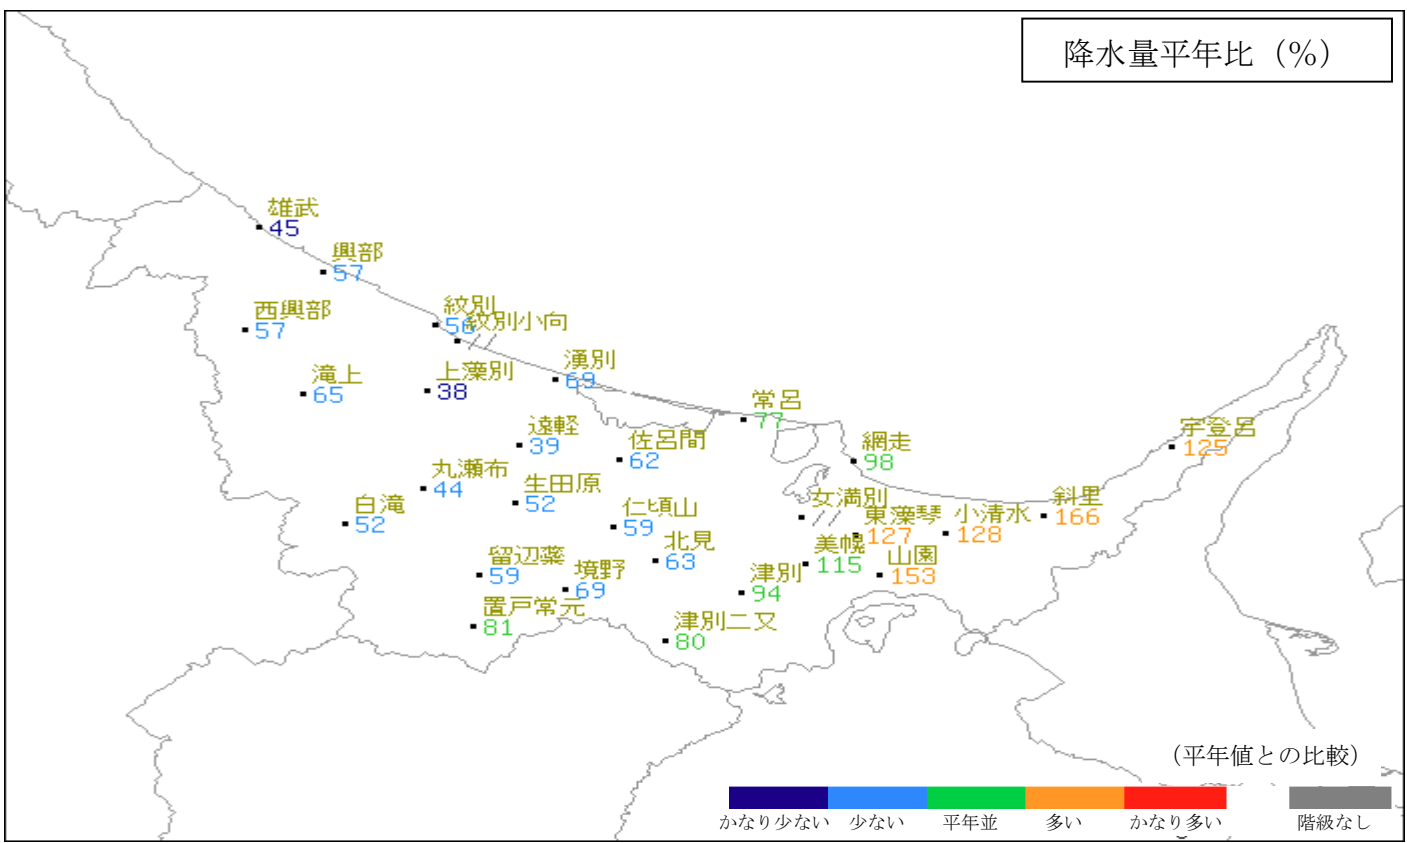 降水量平年比（％）
雄武
45
興部
57
西興部
57
紋別
56
紋別小向
湧別
69
滝上
65
上藻別
38
常呂
77
遠軽
39
佐呂間
62
網走
98
宇登呂
125
丸瀬布
44
生田原
52
白滝
52
仁頃山
59
女満別
東藻琴
127
小清水
128
斜里
166
北見
63
美幌
115
山園
153
留辺蘂
59
境野
69
津別
94
置戸常元
81
津別二又
80
（平年値との比較）
かなり少ない 少ない 平年並 多い かなり多い 階級なし